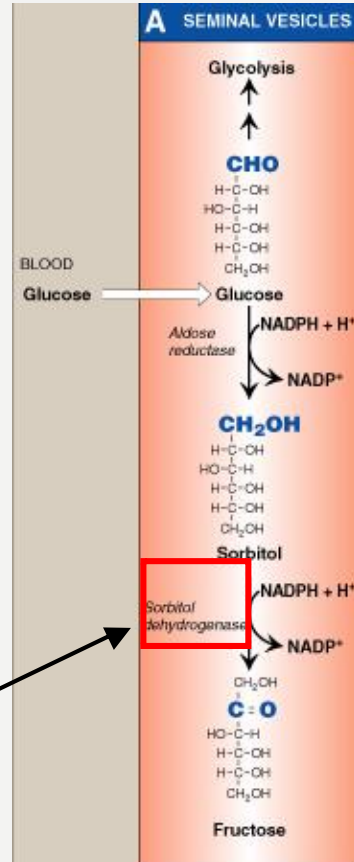 A SEMINAL VESICLES
Glycolysis
CHO
H-C-OH
HO-C-H
H-C-OH
H-C-OH
CH₂OH
BLOOD
Glucose
Glucose
Aldose
reductase
NADPH + H⁺
NADP⁺
CH₂OH
H-C-OH
HO-C-H
H-C-OH
H-C-OH
CH₂OH
Sorbitol
Sorbitol
dehydrogenase
NADPH + H⁺
NADP⁺
CH₂OH
C=O
HO-C-H
H-C-OH
H-C-OH
CH₂OH
Fructose